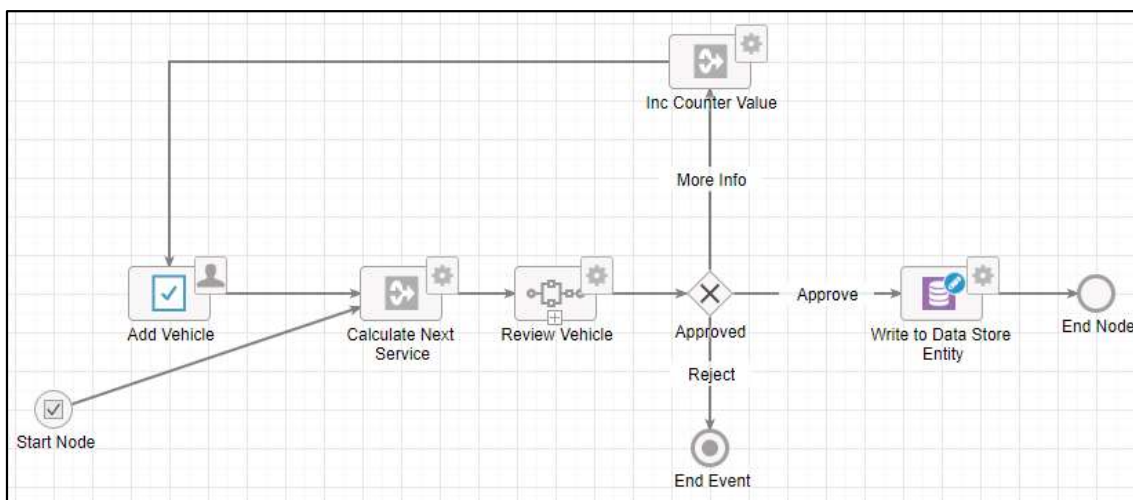 Inc Counter Value
More Info
Add Vehicle
Calculate Next
Service
Review Vehicle
Approved
Approve
Write to Data Store
Entity
End Node
Reject
Start Node
End Event